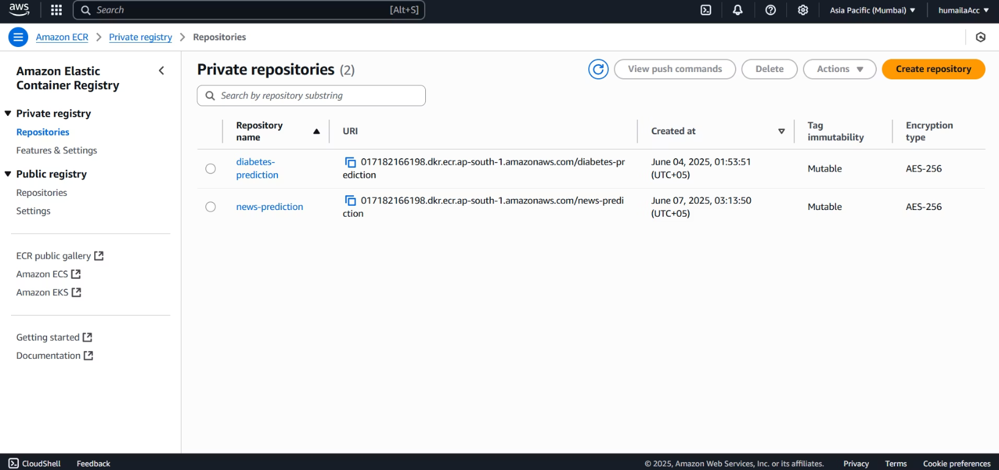 aws
Search
[Alt+S]
Asia Pacific (Mumbai)
humailaAcc
Amazon ECR
Private registry
Repositories
Amazon Elastic
Container Registry
Private registry
Repositories
Features & Settings
Public registry
Repositories
Settings
ECR public gallery
Amazon ECS
Amazon EKS
Getting started
Documentation
Private repositories (2)
View push commands
Delete
Actions
Create repository
Search by repository substring
Repository
name
URI
Created at
Tag
immutability
Encryption
type
diabetes-
prediction
017182166198.dkr.ecr.ap-south-1.amazonaws.com/diabetes-pr
ediction
June 04, 2025, 01:53:51
(UTC+05)
Mutable
AES-256
news-prediction
017182166198.dkr.ecr.ap-south-1.amazonaws.com/news-predi
ction
June 07, 2025, 03:13:50
(UTC+05)
Mutable
AES-256
CloudShell
Feedback
© 2025, Amazon Web Services, Inc. or its affiliates.
Privacy
Terms
Cookie preferences